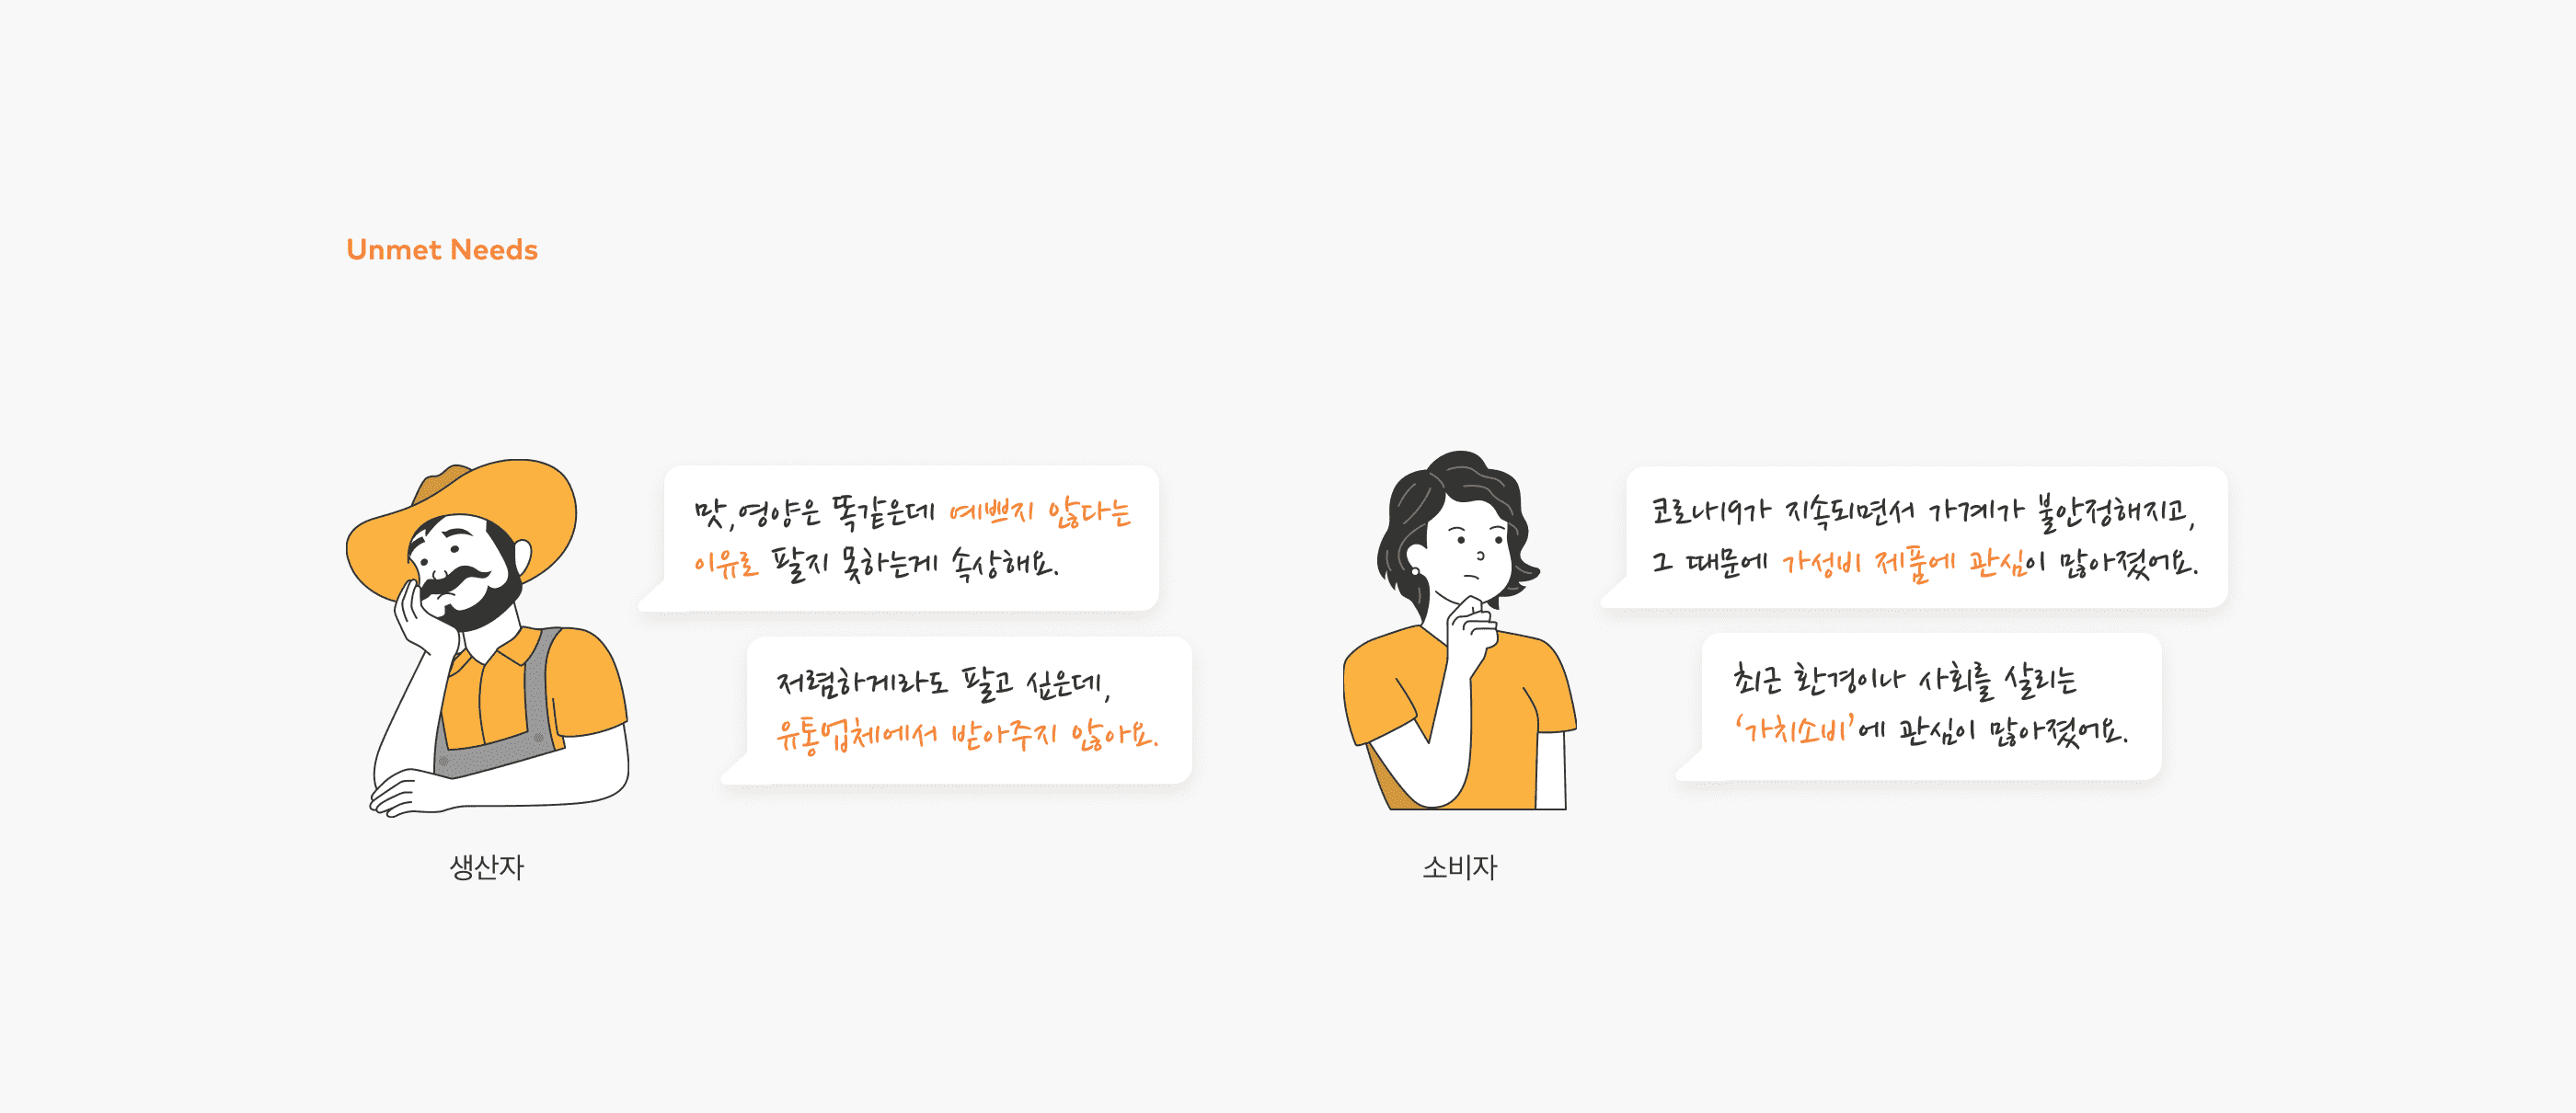 Unmet Needs
맛,영양은 똑같은데 예쁘지 않다는
이유로 팔지 못하는게 속상해요.
저렴하게라도 팔고 싶은데,
유통업체에서 받아주지 않아요.
생산자
코로나19가 지속되면서 가계가 불안정해지고,
그 때문에 가성비 제품에 관심이 많아졌어요.
최근 환경이나 사회를 살리는
‘가치소비’에 관심이 많아졌어요.
소비자